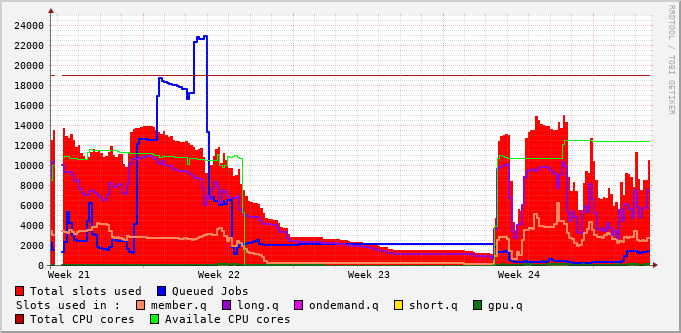 24000
22000
20000
18000
16000
14000
12000
10000
8000
6000
4000
2000
0
Week 21 Week 22 Week 23 Week 24
RRDTOOL / TOBI OETIKER
Total slots used Queued Jobs
Slots used in : member.q long.q ondemand.q short.q gpu.q
Total CPU cores Availale CPU cores